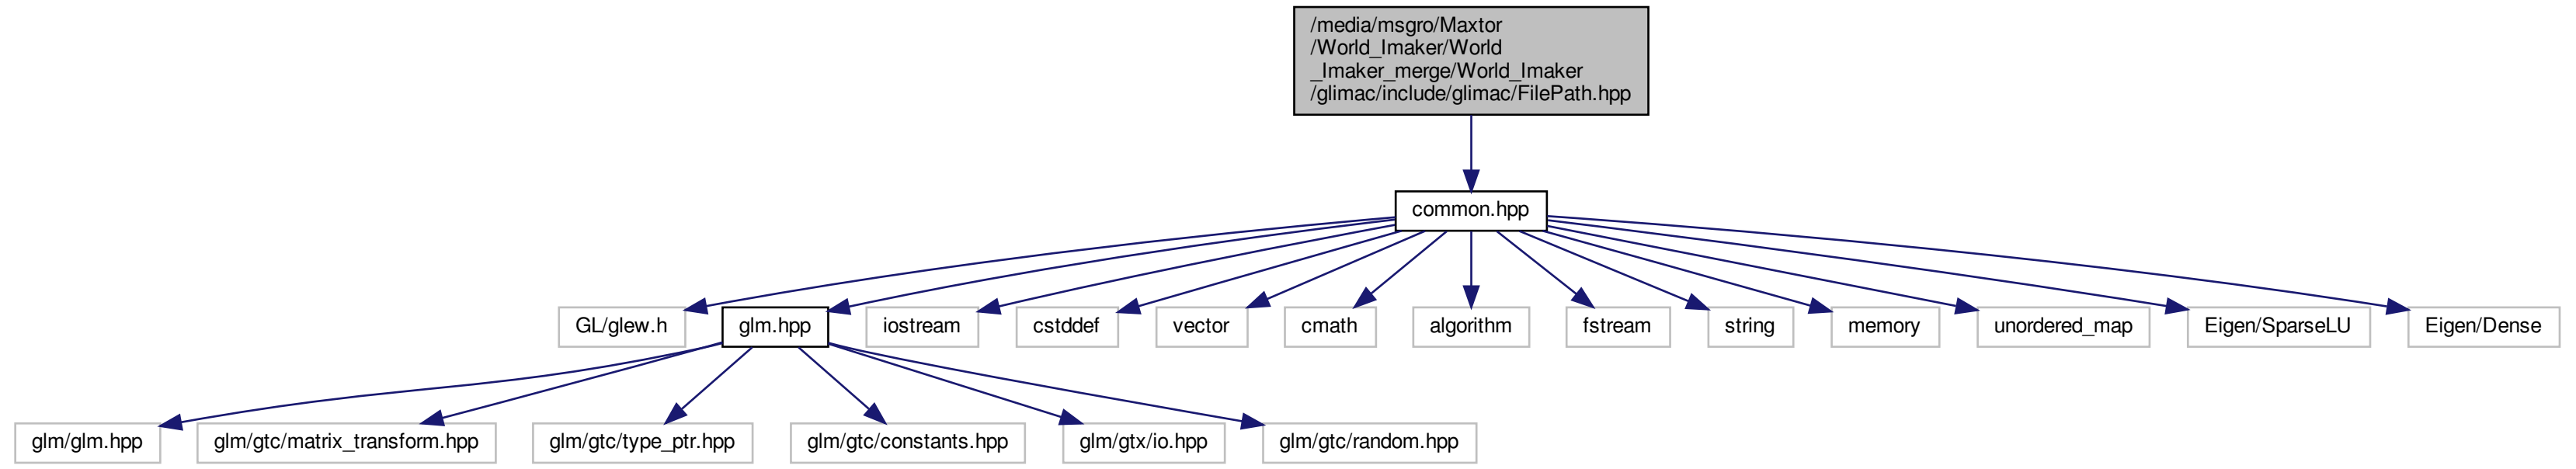 /media/msgro/Maxtor
/World_Imaker/World
_Imaker_merge/World_Imaker
/glimac/include/glimac/FilePath.hpp
common.hpp
GL/glew.h
glm.hpp
iostream
cstddef
vector
cmath
algorithm
fstream
string
memory
unordered_map
Eigen/SparseLU
Eigen/Dense
glm/glm.hpp
glm/gtc/matrix_transform.hpp
glm/gtc/type_ptr.hpp
glm/gtc/constants.hpp
glm/gtx/io.hpp
glm/gtc/random.hpp